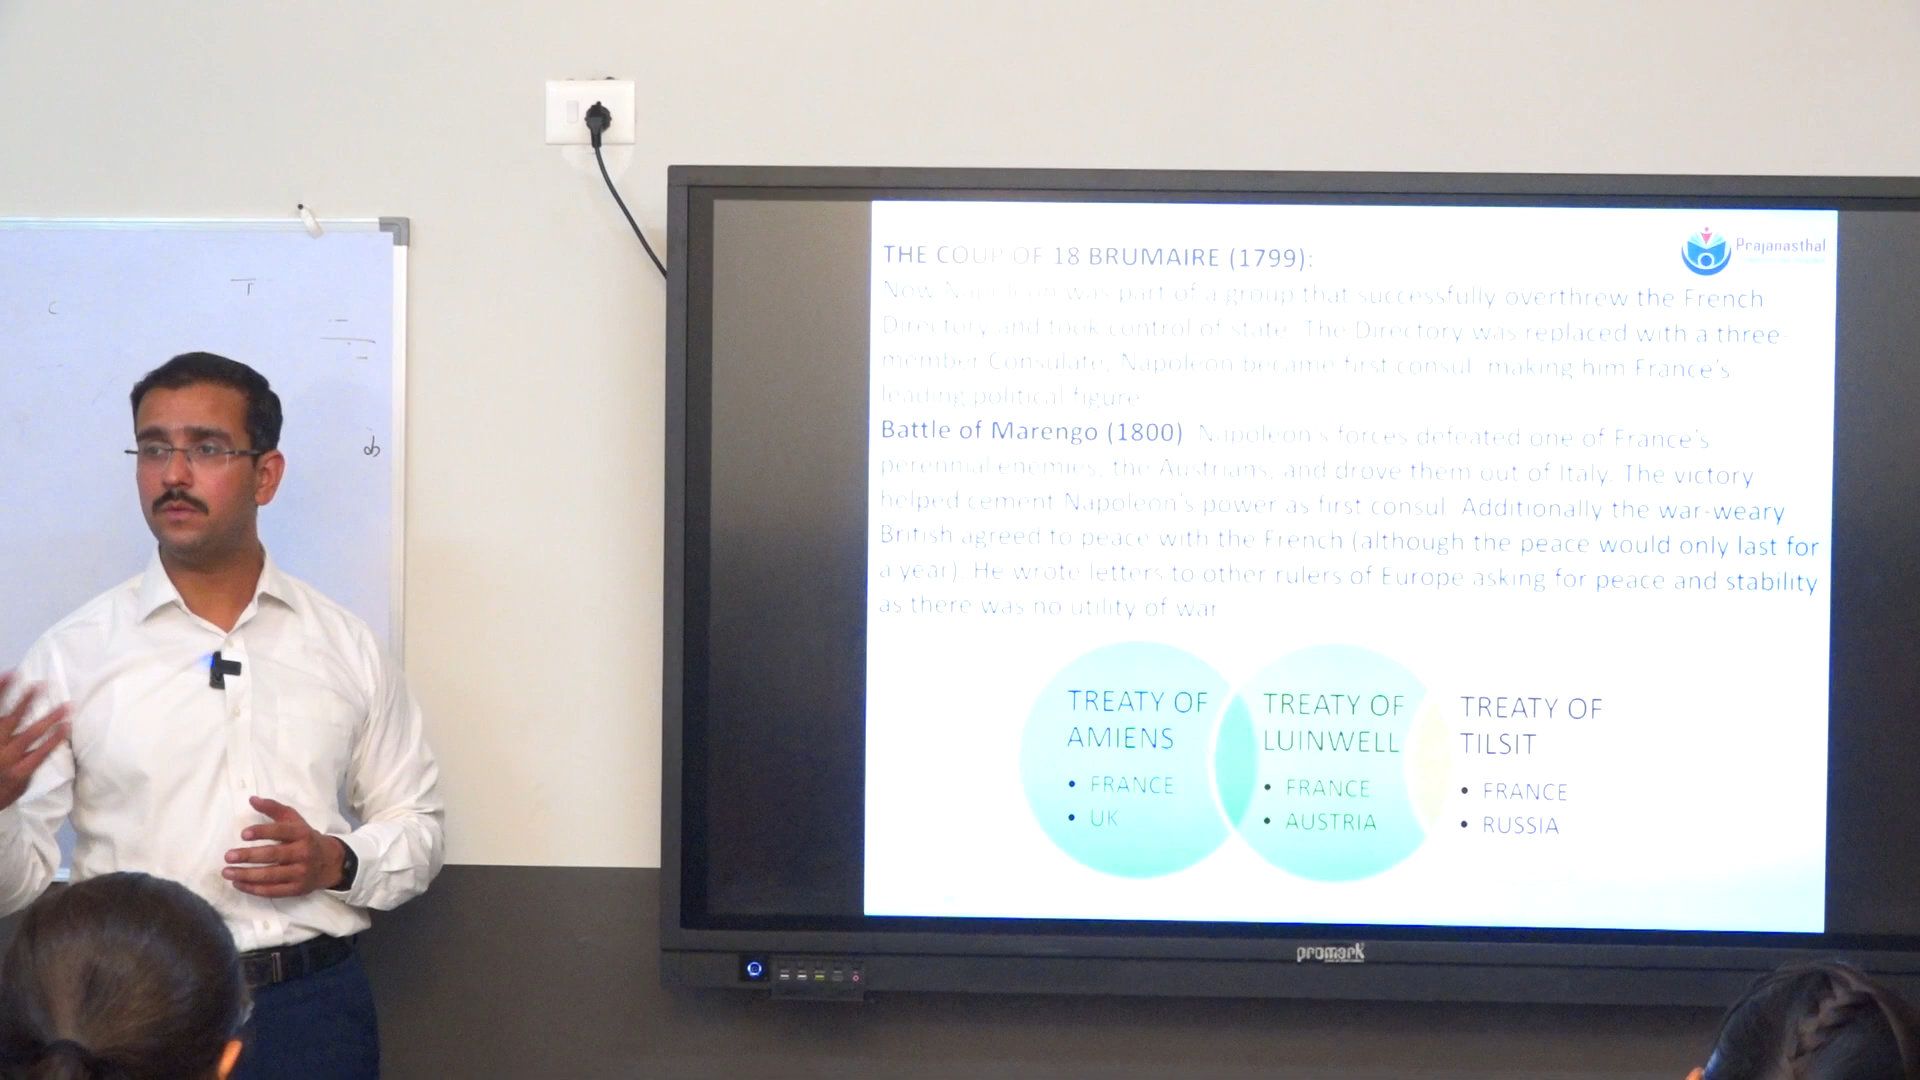 THE COUP OF 18 BRUMAIRE (1799):
Now Napoleon was part of a group that successfully overthrew the French
Directory and took control of state. The Directory was replaced with a three-
member Consulate, Napoleon became first consul, making him France's
leading political figure
Battle of Marengo (1800) Napoleon's forces defeated one of France's
perennial enemies, the Austrians, and drove them out of Italy. The victory
helped cement Napoleon's power as first consul. Additionally the war-weary
British agreed to peace with the French (although the peace would only last for
a year). He wrote letters to other rulers of Europe asking for peace and stability
as there was no utility of war
Prajanasthal
TREATY OF
AMIENS
• FRANCE
• UK
TREATY OF
LUINWELL
• FRANCE
• AUSTRIA
TREATY OF
TILSIT
• FRANCE
• RUSSIA
promark